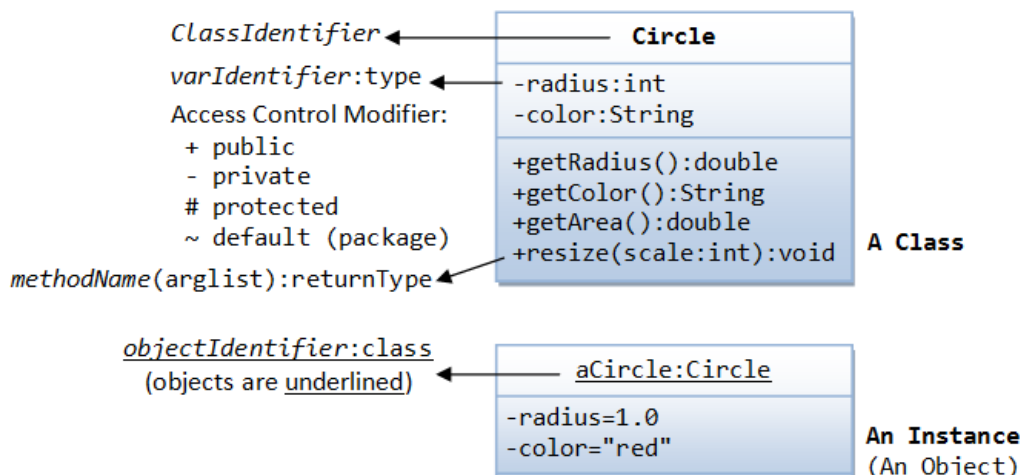 ClassIdentifier
Circle
varIdentifier:type
-radius:int
-color:String
Access Control Modifier:
+ public
- private
# protected
~ default (package)
+getRadius():double
+getColor():String
+getArea():double
+resize(scale:int):void
A Class
methodName(arglist):returnType
objectIdentifier:class
(objects are underlined)
aCircle:Circle
-radius=1.0
-color="red"
An Instance
(An Object)